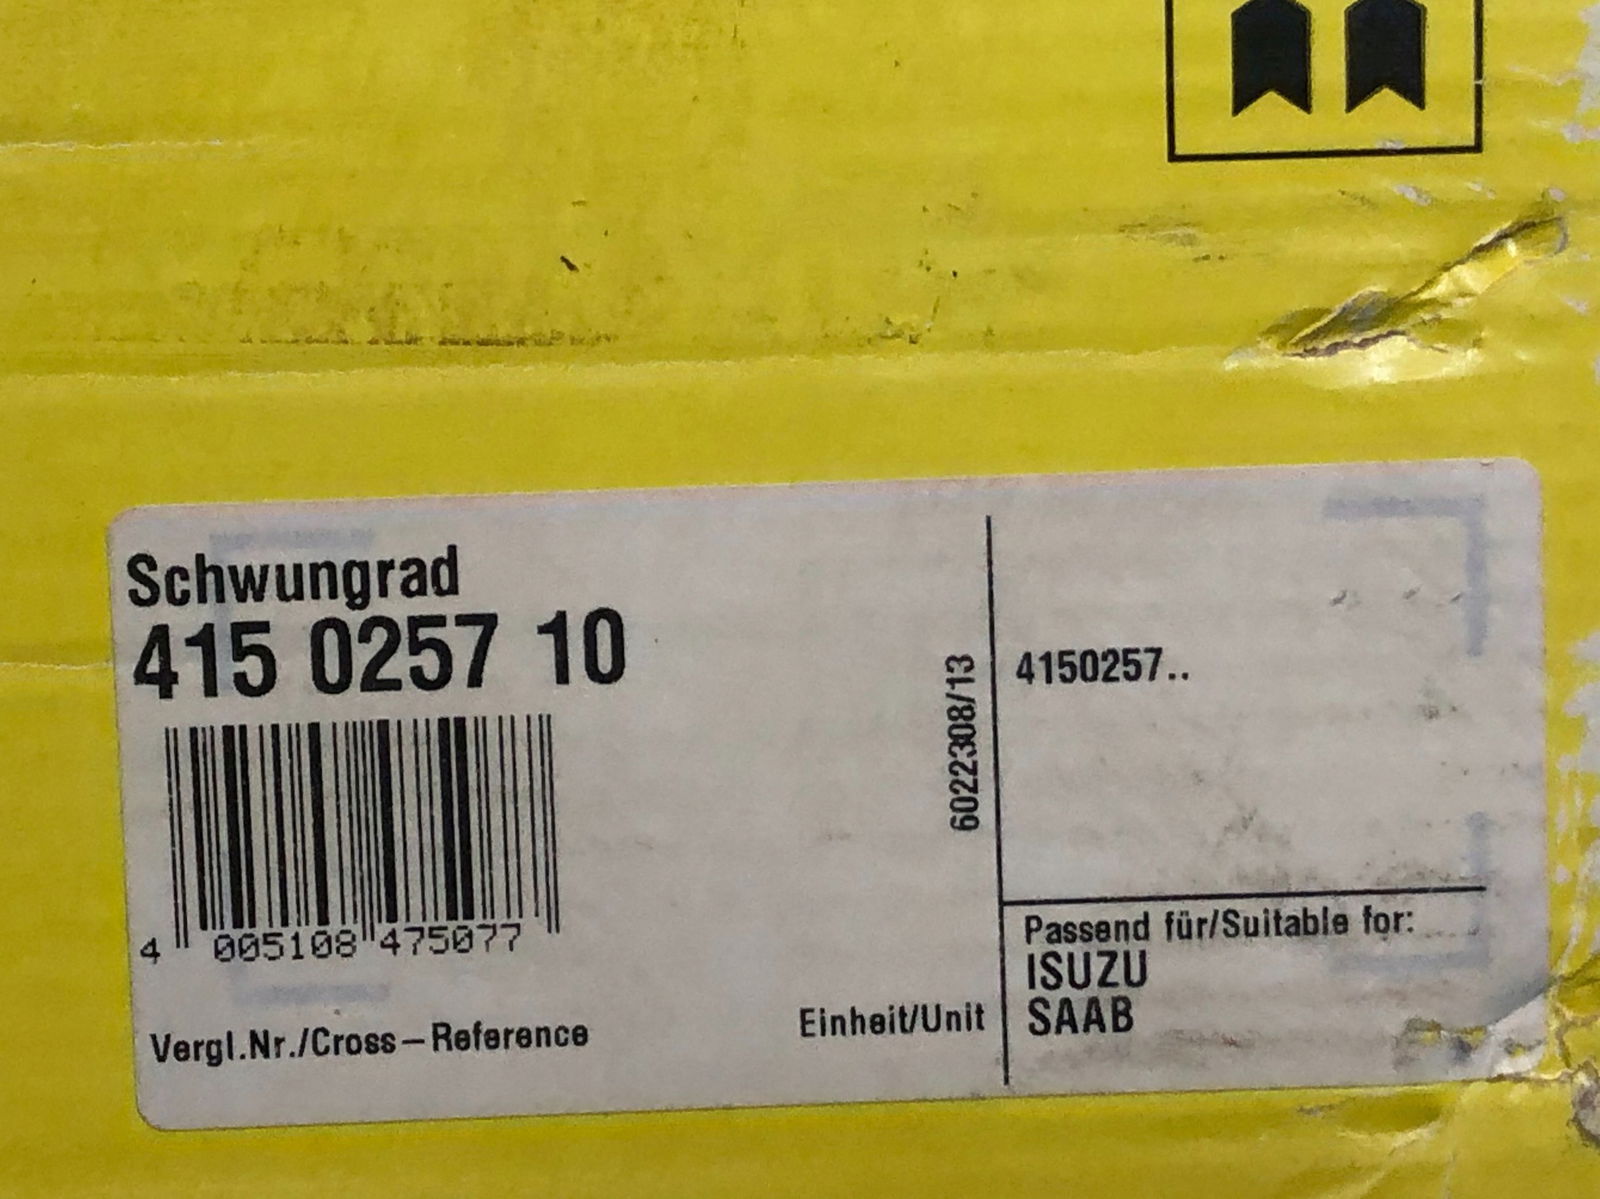 Schwungrad
415 0257 10
4 005108 475077
Vergl.Nr./Cross-Reference
Einheit/Unit
6022308/13
4150257..
Passend für/Suitable for:
ISUZU
SAAB